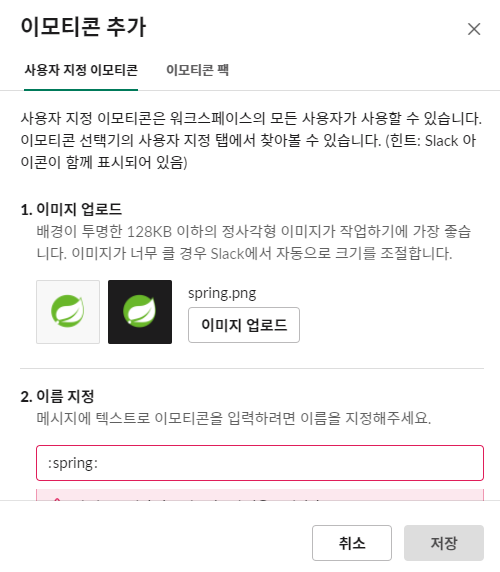 이모티콘 추가
사용자 지정 이모티콘
이모티콘 팩
사용자 지정 이모티콘은 워크스페이스의 모든 사용자가 사용할 수 있습니다.
이모티콘 선택기의 사용자 지정 탭에서 찾아볼 수 있습니다. (힌트: Slack 아
이콘이 함께 표시되어 있음)
1. 이미지 업로드
배경이 투명한 128KB 이하의 정사각형 이미지가 작업하기에 가장 좋습
니다. 이미지가 너무 클 경우 Slack에서 자동으로 크기를 조절합니다.
spring.png
이미지 업로드
2. 이름 지정
메시지에 텍스트로 이모티콘을 입력하려면 이름을 지정해주세요.
:spring:
취소
저장